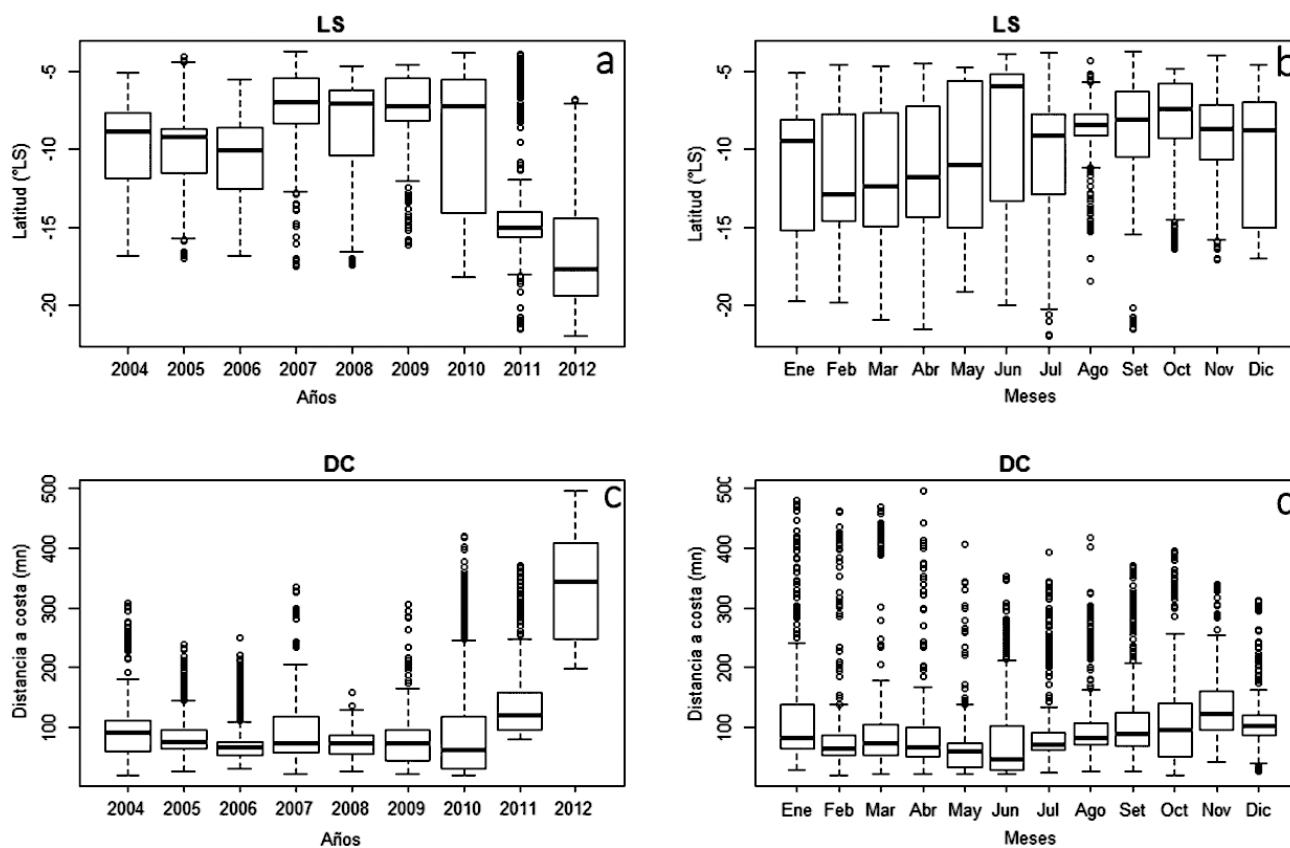 LS
a
Latitud (°LS)
-5
-10
-15
-20
2004 2005 2006 2007 2008 2009 2010 2011 2012
Años
LS
b
Latitud (°LS)
-5
-10
-15
-20
Ene Feb Mar Abr May Jun Jul Ago Set Oct Nov Dic
Meses
DC
c
Distancia a costa (mn)
500
400
300
200
100
2004 2005 2006 2007 2008 2009 2010 2011 2012
Años
DC
Distancia a costa (mn)
500
400
300
200
100
Ene Feb Mar Abr May Jun Jul Ago Set Oct Nov Dic
Meses